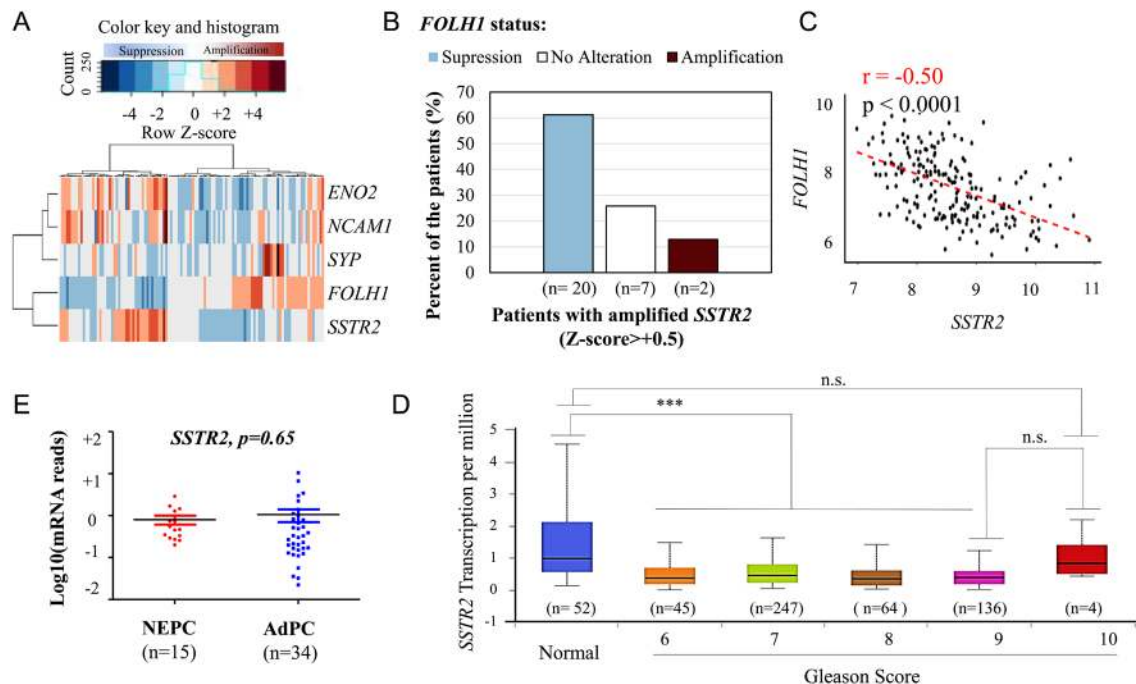 A
Color key and histogram
Suppression
Amplification
Count
0
250
-4
-2
0
+2
+4
Row Z-score
ENO2
NCAM1
SYP
FOLH1
SSTR2
B
FOLH1 status:
Supression
No Alteration
Amplification
Percent of the patients (%)
70
60
50
40
30
20
10
0
(n= 20)
(n=7)
(n=2)
Patients with amplified SSTR2
(Z-score>+0.5)
C
r = -0.50
p < 0.0001
FOLH1
10
8
6
7
8
9
10
11
SSTR2
E
SSTR2, p=0.65
Log10(mRNA reads)
+2
+1
0
-1
-2
NEPC
(n=15)
AdPC
(n=34)
D
n.s.
***
n.s.
SSTR2 Transcription per million
5
4
3
2
1
0
-1
(n= 52)
(n=45)
(n=247)
(n=64 )
(n=136)
(n=4)
Normal
6
7
8
9
10
Gleason Score